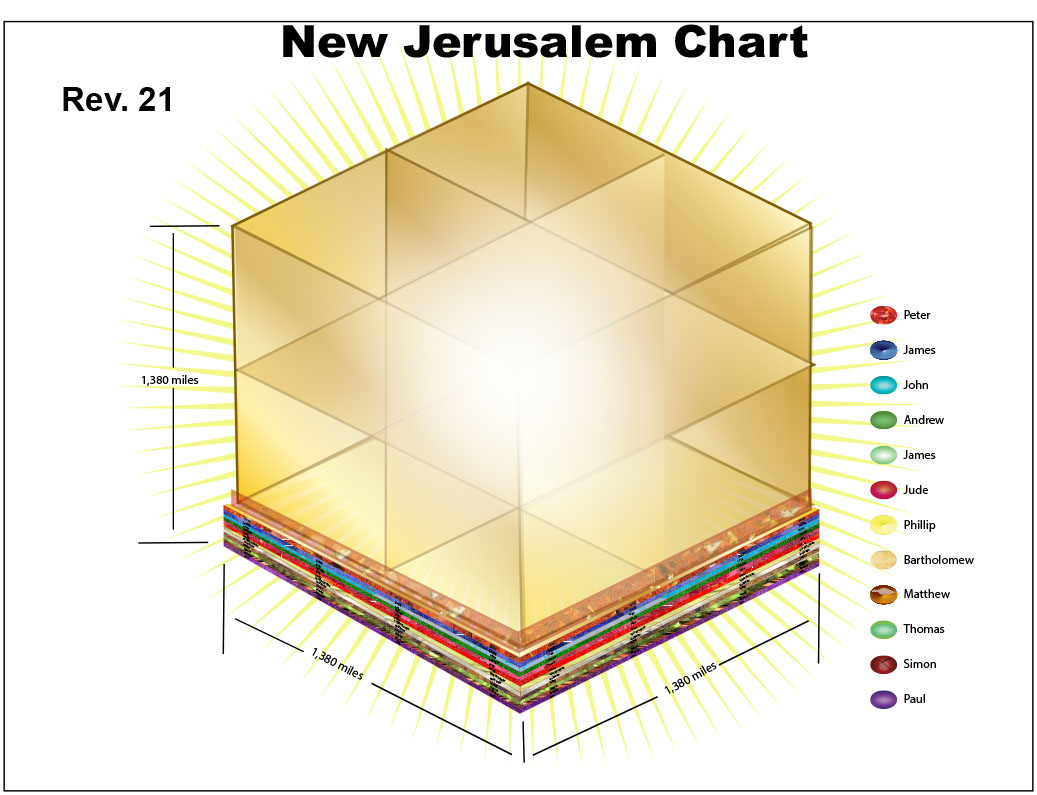 New Jerusalem Chart
Rev. 21
1,380 miles
1,380 miles
1,380 miles
Peter
James
John
Andrew
James
Jude
Phillip
Bartholomew
Matthew
Thomas
Simon
Paul